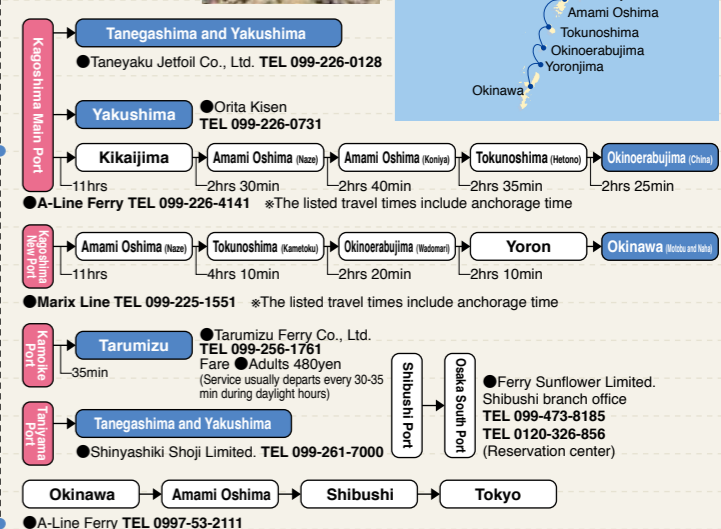 Amami Oshima
Tokunoshima
Okinoerabujima
Yoronjima
Okinawa
Kagoshima Main Port
Tanegashima and Yakushima
●Taneyaku Jetfoil Co., Ltd. TEL 099-226-0128
Yakushima
●Orita Kisen
TEL 099-226-0731
Kikaijima
Amami Oshima (Naze)
Amami Oshima (Koniya)
Tokunoshima (Hetono)
Okinoerabujima (China)
11hrs
2hrs 30min
2hrs 40min
2hrs 35min
2hrs 25min
●A-Line Ferry TEL 099-226-4141 ※The listed travel times include anchorage time
Kagoshima
New Port
Amami Oshima (Naze)
Tokunoshima (Kametoku)
Okinoerabujima (Wadomari)
Yoron
Okinawa (Motobu and Naha)
11hrs
4hrs 10min
2hrs 20min
2hrs 10min
●Marix Line TEL 099-225-1551 ※The listed travel times include anchorage time
Kamoike
Port
35min
Tarumizu
●Tarumizu Ferry Co., Ltd.
TEL 099-256-1761
Fare ●Adults 480yen
(Service usually departs every 30-35
min during daylight hours)
Taniyama
Port
Tanegashima and Yakushima
●Shinyashiki Shoji Limited. TEL 099-261-7000
Shibushi Port
Osaka South Port
●Ferry Sunflower Limited.
Shibushi branch office
TEL 099-473-8185
TEL 0120-326-856
(Reservation center)
Okinawa
Amami Oshima
Shibushi
Tokyo
●A-Line Ferry TEL 0997-53-2111